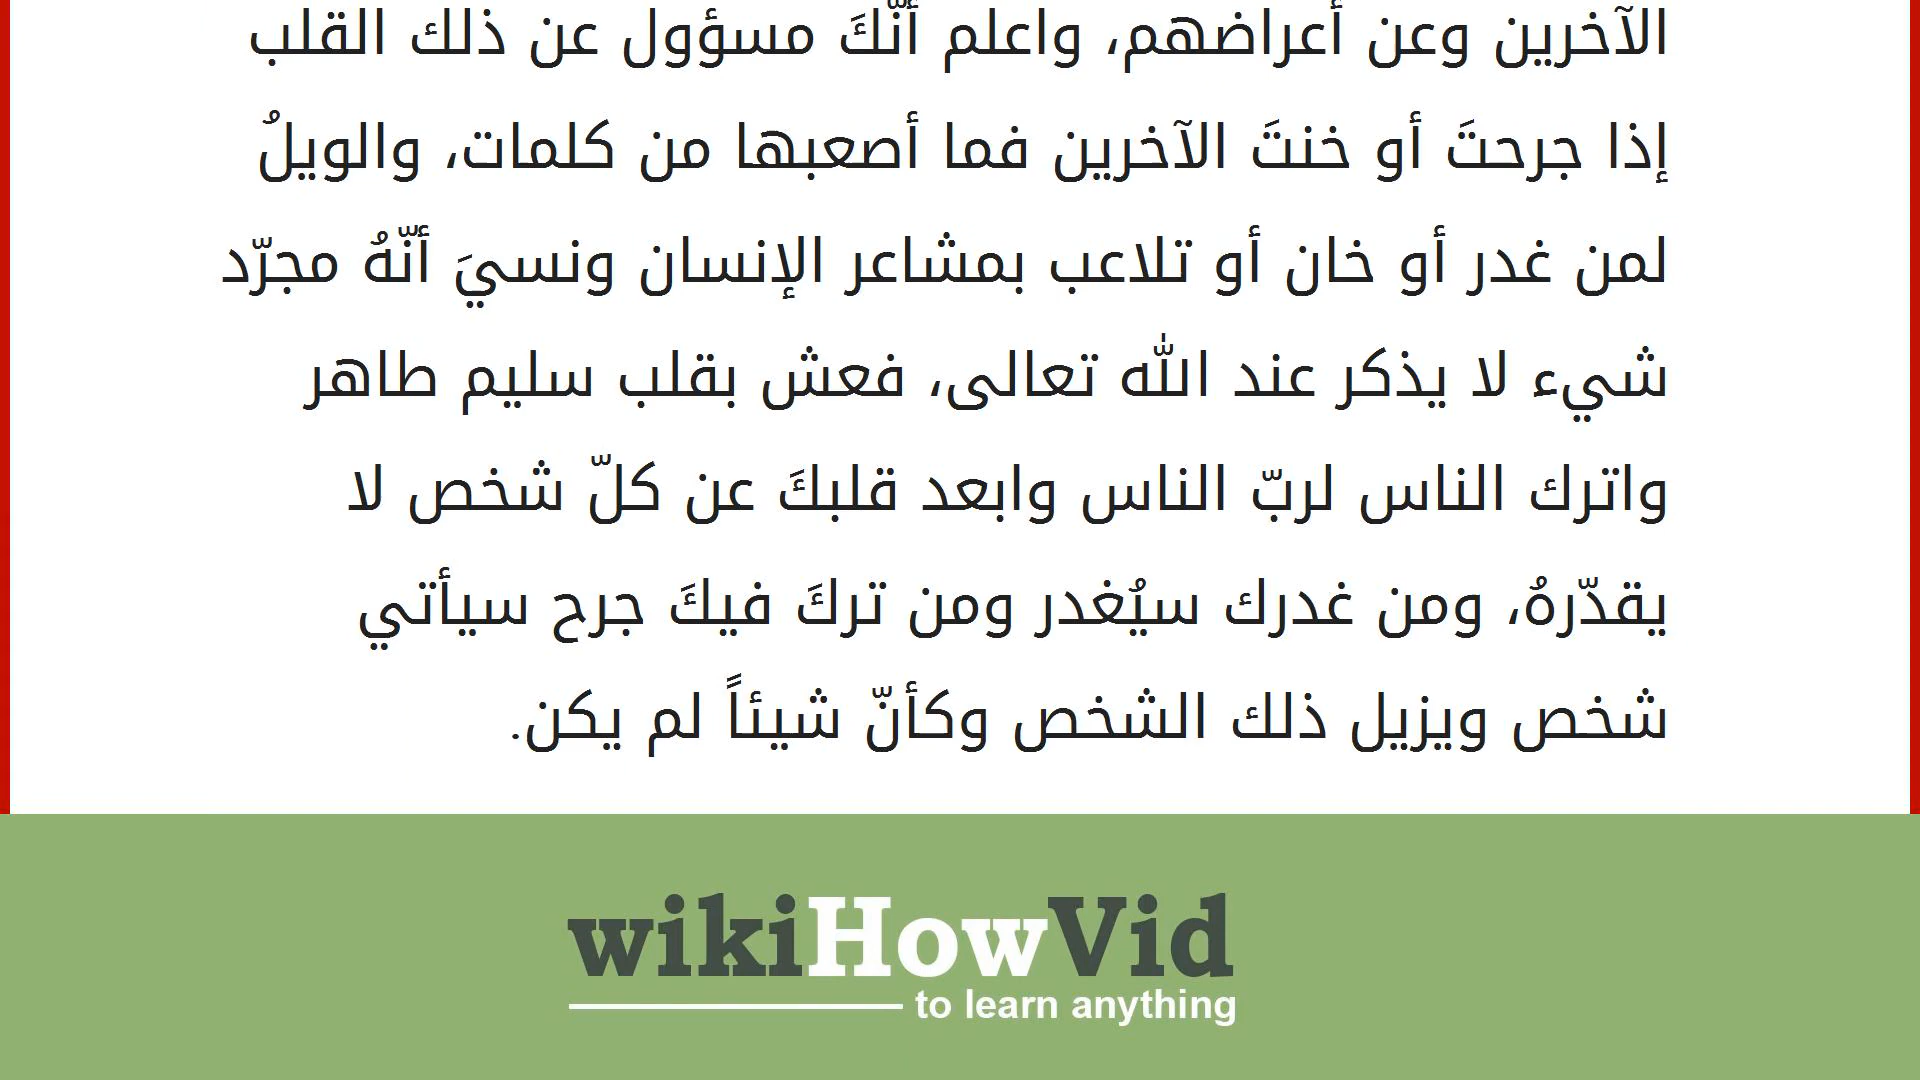 الآخرين وعن أعراضهم، واعلم أنّكَ مسؤول عن ذلك القلب
إذا جرحتَ أو خنتَ الآخرين فما أصعبها من كلمات، والويلُ
لمن غدر أو خان أو تلاعب بمشاعر الإنسان ونسيَ أنّهُ مجرّد
شيء لا يذكر عند الله تعالى، فعش بقلب سليم طاهر
واترك الناس لربّ الناس وابعد قلبكَ عن كلّ شخص لا
يقدّرهُ، ومن غدرك سيُغدر ومن تركَ فيكَ جرح سيأتي
شخص ويزيل ذلك الشخص وكأنّ شيئاً لم يكن.
wikiHowVid
to learn anything